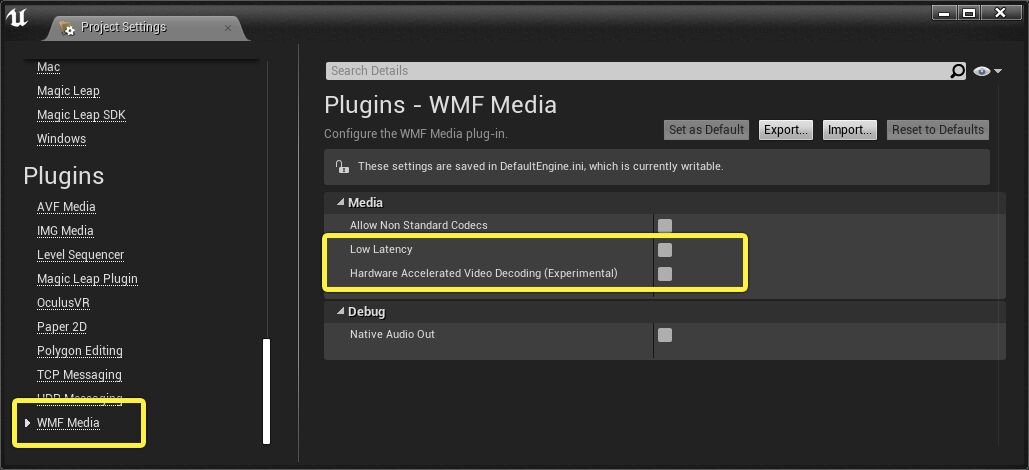 Project Settings
Mac
Magic Leap
Magic Leap SDK
Windows
Plugins
AVF Media
IMG Media
Level Sequencer
Magic Leap Plugin
OculusVR
Paper 2D
Polygon Editing
TCP Messaging
UDP Messaging
WMF Media
Search Details
Plugins - WMF Media
Configure the WMF Media plug-in.
Set as Default
Export...
Import...
Reset to Defaults
These settings are saved in DefaultEngine.ini, which is currently writable.
Media
Allow Non Standard Codecs
Low Latency
Hardware Accelerated Video Decoding (Experimental)
Debug
Native Audio Out